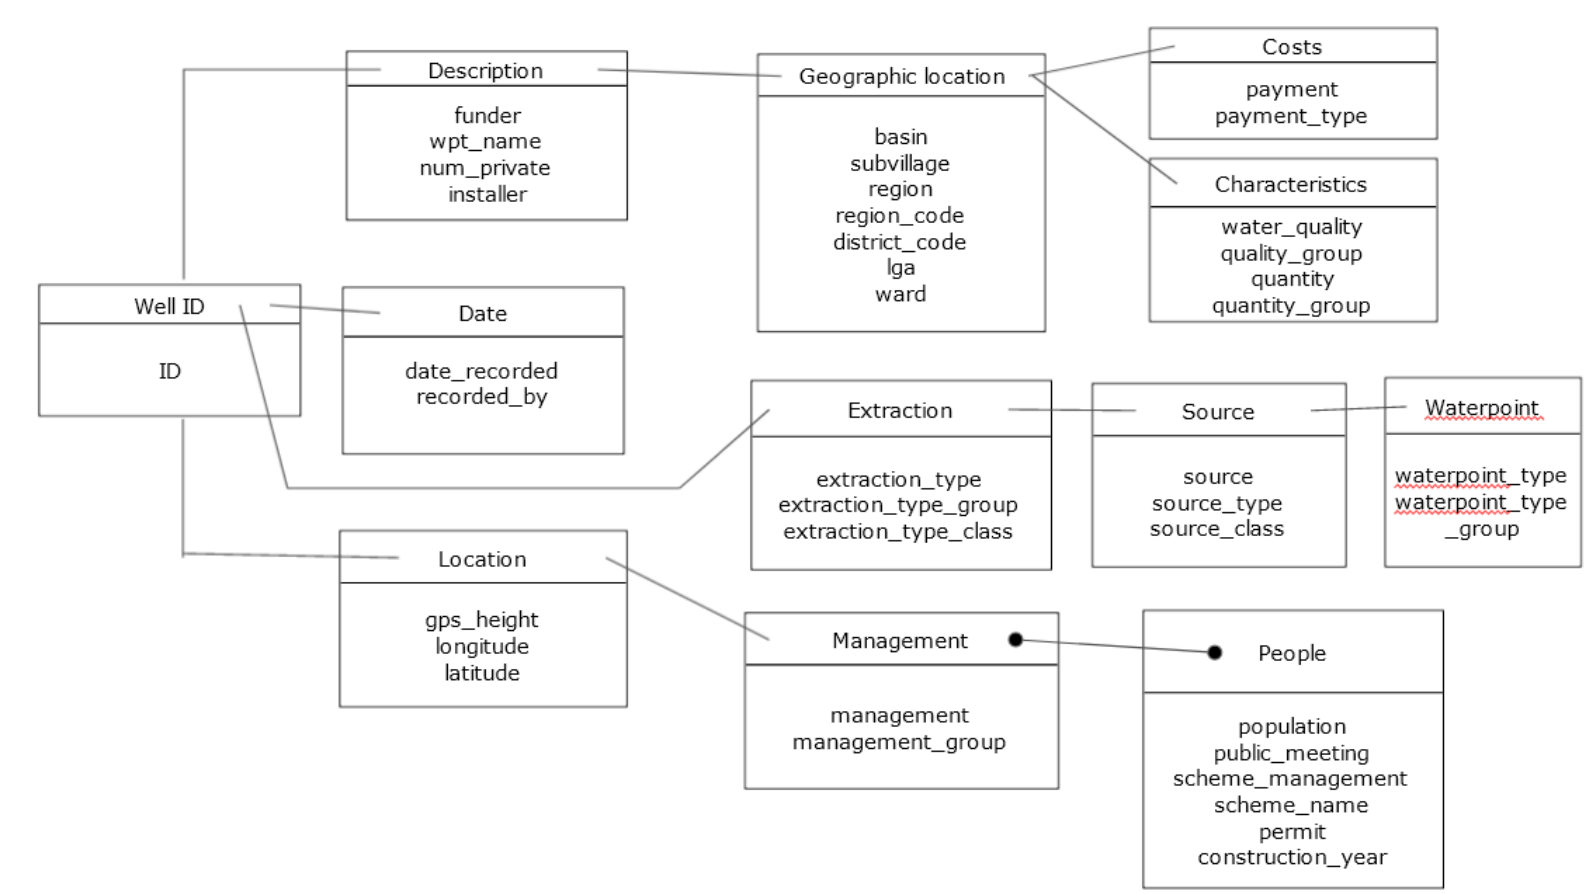 Description
funder
wpt_name
num_private
installer
Geographic location
basin
subvillage
region
region_code
district_code
lga
ward
Costs
payment
payment_type
Characteristics
water_quality
quality_group
quantity
quantity_group
Well ID
ID
Date
date_recorded
recorded_by
Extraction
extraction_type
extraction_type_group
extraction_type_class
Source
source
source_type
source_class
Waterpoint
waterpoint_type
waterpoint_type
_group
Location
gps_height
longitude
latitude
Management
management
management_group
People
population
public_meeting
scheme_management
scheme_name
permit
construction_year